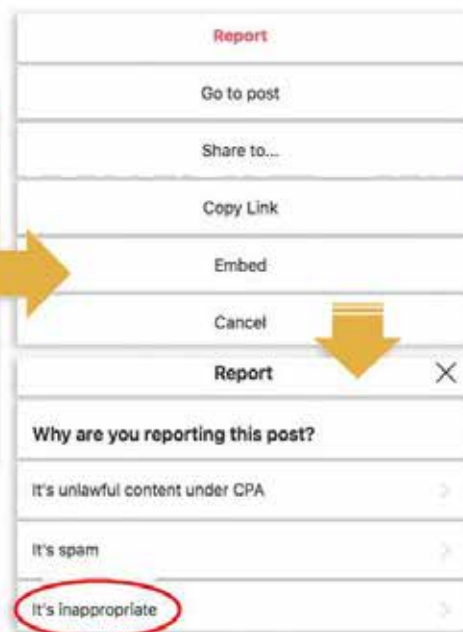 Report
Go to post
Share to...
Copy Link
Embed
Cancel
Report
Why are you reporting this post?
It's unlawful content under CPA
It's spam
It's inappropriate